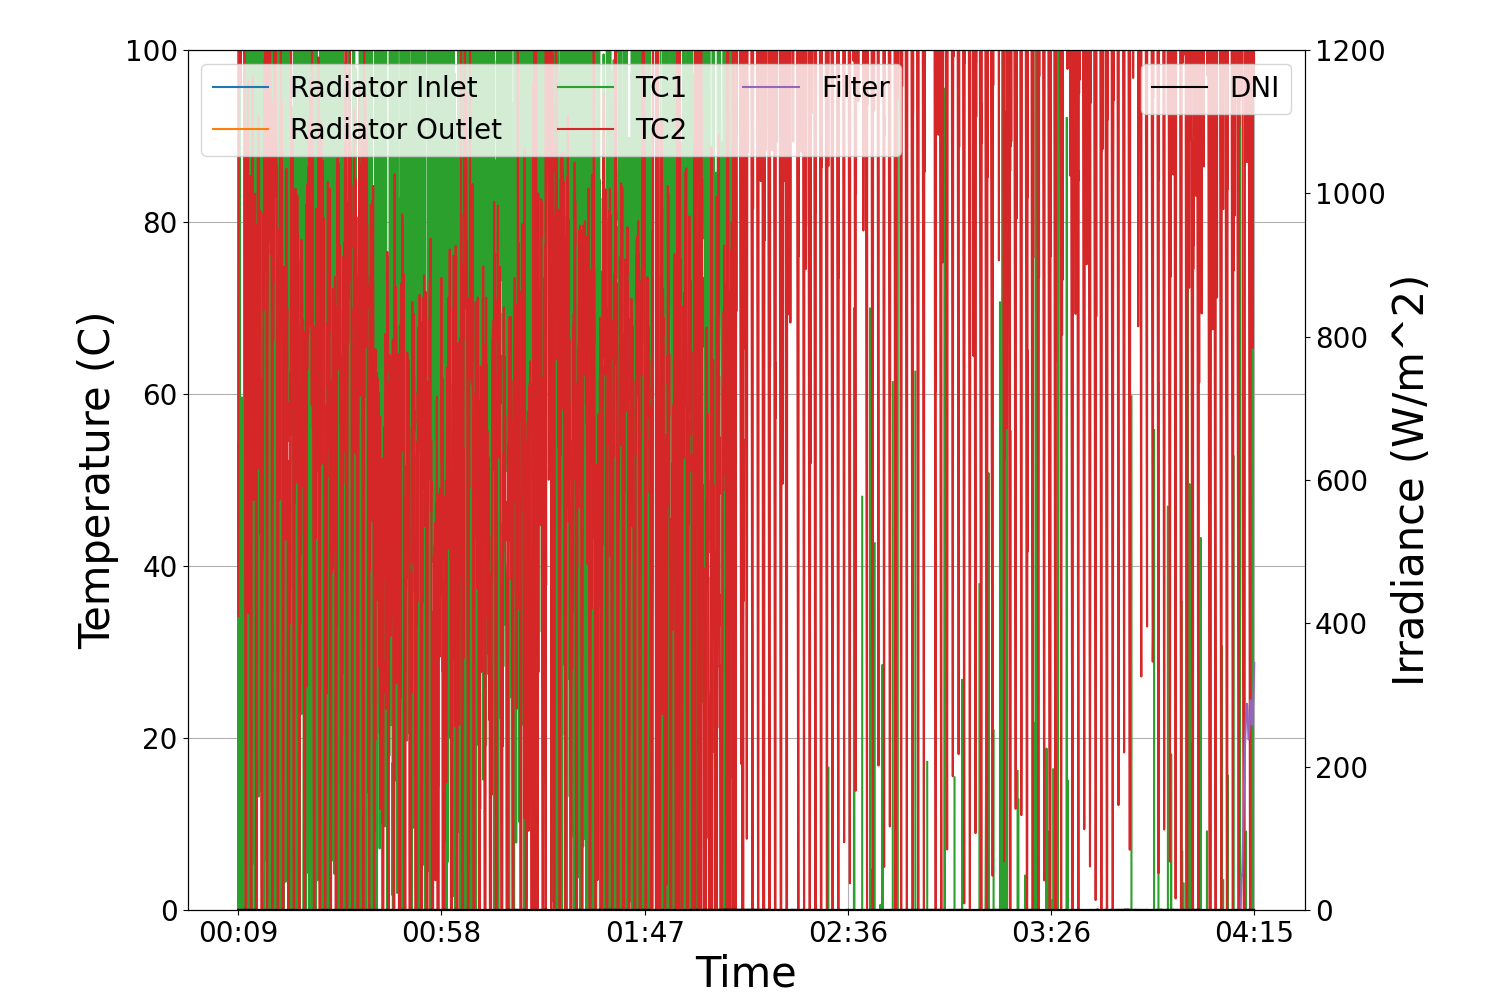 Radiator Inlet
Radiator Outlet
TC1
TC2
Filter
DNI
Temperature (C)
100
80
60
40
20
0
1200
1000
800
600
400
200
0
Irradiance (W/m^2)
00:09 00:58 01:47 02:36 03:26 04:15
Time